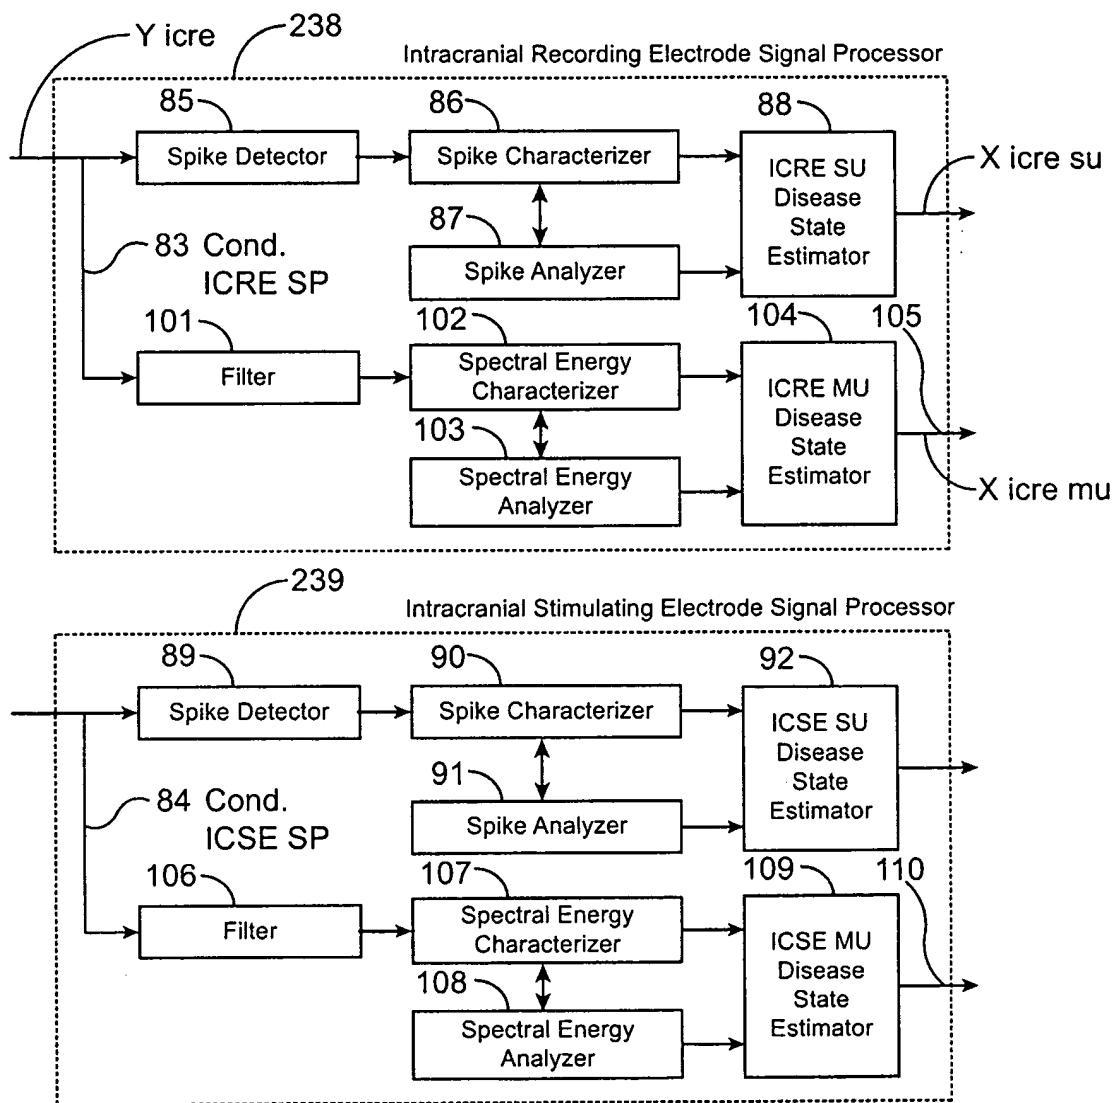 Y icre
238
Intracranial Recording Electrode Signal Processor
85
Spike Detector
86
Spike Characterizer
88
ICRE SU
Disease
State
Estimator
X icre su
87
Spike Analyzer
83 Cond.
ICRE SP
101
Filter
102
Spectral Energy
Characterizer
104
105
ICRE MU
Disease
State
Estimator
103
Spectral Energy
Analyzer
X icre mu
239
Intracranial Stimulating Electrode Signal Processor
89
Spike Detector
90
Spike Characterizer
92
ICSE SU
Disease
State
Estimator
91
Spike Analyzer
84 Cond.
ICSE SP
106
Filter
107
Spectral Energy
Characterizer
109
110
ICSE MU
Disease
State
Estimator
108
Spectral Energy
Analyzer